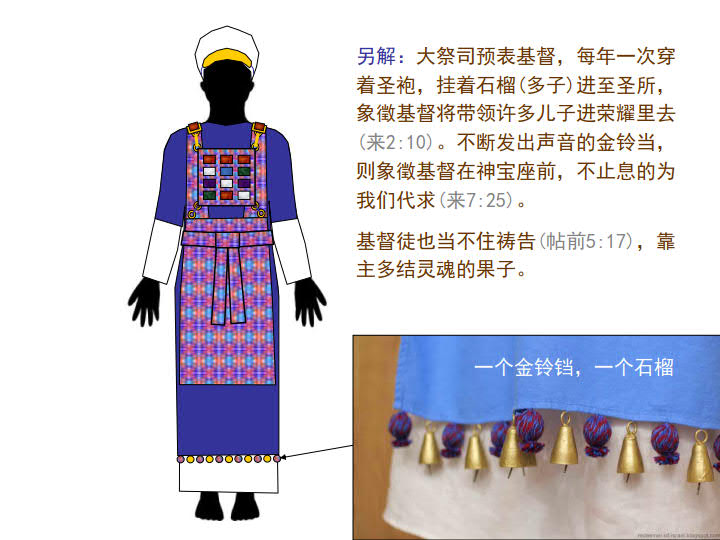 另解：大祭司预表基督，每年一次穿
着圣袍，挂着石榴(多子)进至圣所，
象徵基督将带领许多儿子进荣耀里去
(来2:10)。不断发出声音的金铃当，
则象徵基督在神宝座前，不止息的为
我们代求(来7:25)。
基督徒也当不住祷告(帖前5:17)，靠
主多结灵魂的果子。
一个金铃铛，一个石榴